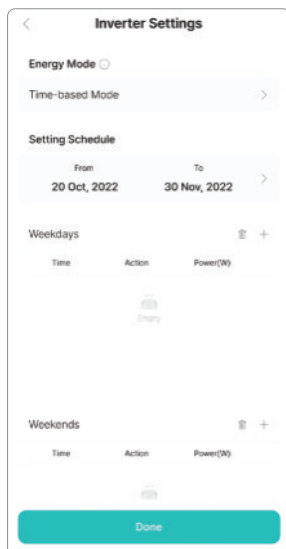 Inverter Settings
Energy Mode
Time-based Mode
Setting Schedule
From To
20 Oct, 2022 30 Nov, 2022
Weekdays
Time Action Power(W)
Empty
Weekends
Time Action Power(W)
Done